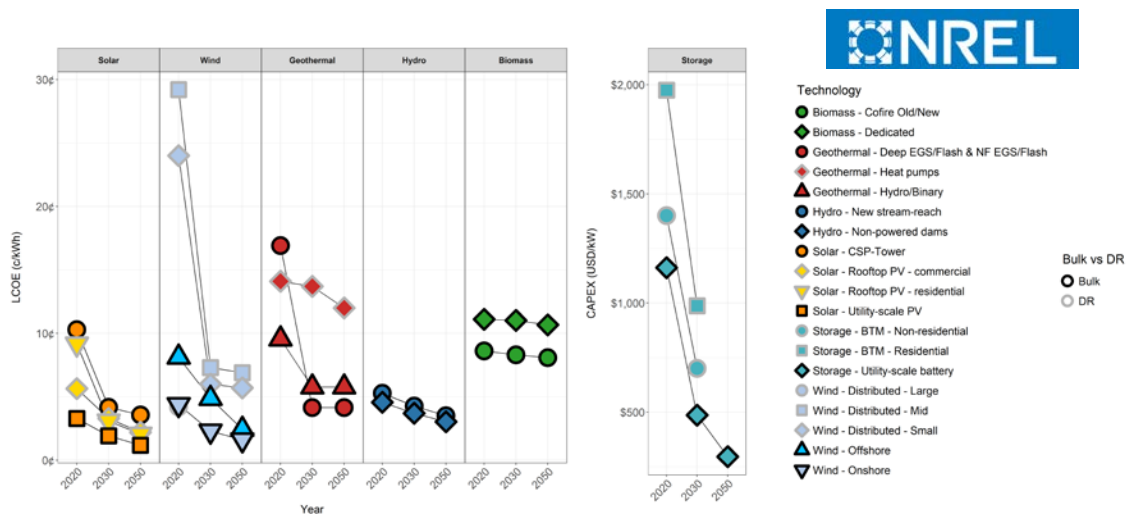 NREL
Solar
Wind
Geothermal
Hydro
Biomass
30¢
20¢
10¢
0¢
LCOE (c/kWh)
2020
2030
2050
2020
2030
2050
2020
2030
2050
2020
2030
2050
2020
2030
2050
Year
Storage
$2,000
$1,500
$1,000
$500
CAPEX (USD/kW)
2020
2030
2050
Technology
Biomass - Cofire Old/New
Biomass - Dedicated
Geothermal - Deep EGS/Flash & NF EGS/Flash
Geothermal - Heat pumps
Geothermal - Hydro/Binary
Hydro - New stream-reach
Hydro - Non-powered dams
Solar - CSP-Tower
Solar - Rooftop PV - commercial
Solar - Rooftop PV - residential
Solar - Utility-scale PV
Storage - BTM - Non-residential
Storage - BTM - Residential
Storage - Utility-scale battery
Wind - Distributed - Large
Wind - Distributed - Mid
Wind - Distributed - Small
Wind - Offshore
Wind - Onshore
Bulk vs DR
Bulk
DR